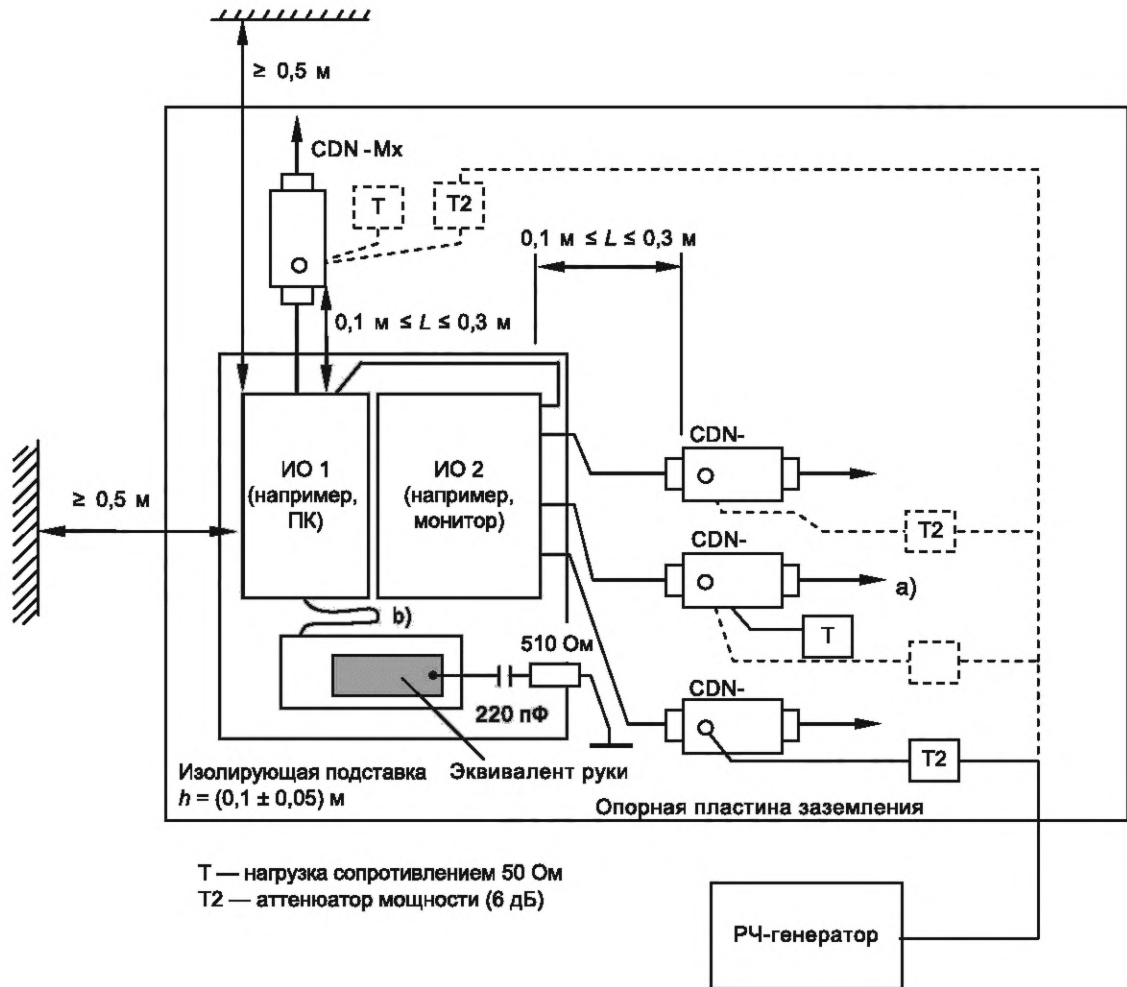 ≥ 0,5 м
CDN -Mx
T
T2
0,1 м ≤ L ≤ 0,3 м
0,1 м ≤ L ≤ 0,3 м
ИО 1
(например,
ПК)
ИО 2
(например,
монитор)
≥ 0,5 м
CDN-
T2
CDN-
a)
T
b)
510 Ом
220 пФ
CDN-
T2
Изолирующая подставка
h = (0,1 ± 0,05) м
Эквивалент руки
Опорная пластина заземления
T — нагрузка сопротивлением 50 Ом
T2 — аттенюатор мощности (6 дБ)
РЧ-генератор